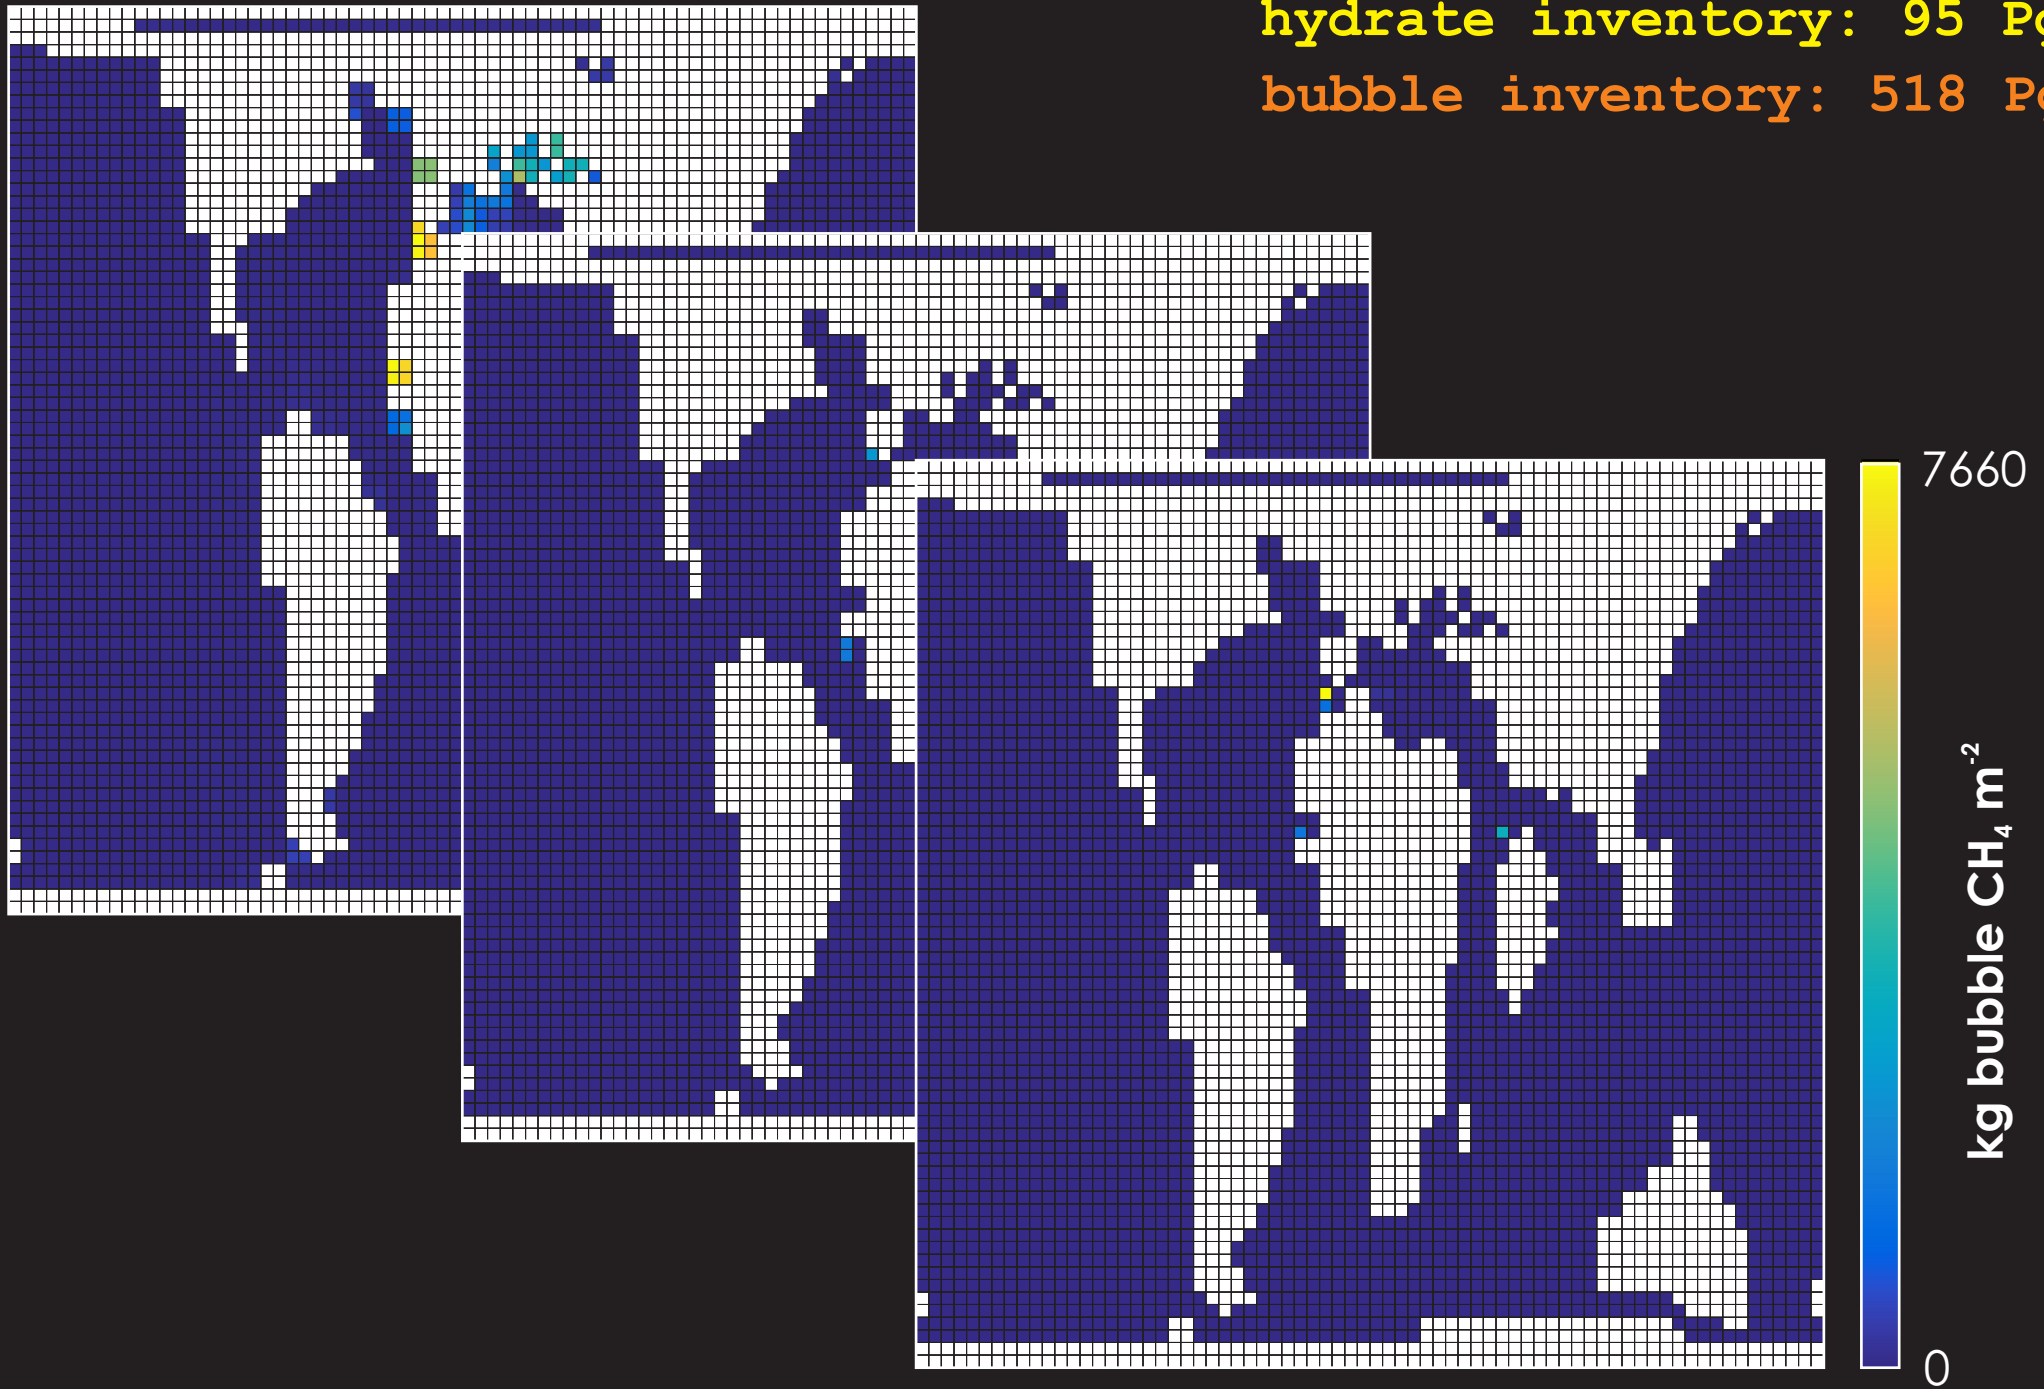 hydrate inventory: 95
bubble inventory: 518
7660
kg bubble CH₄ m⁻²
0